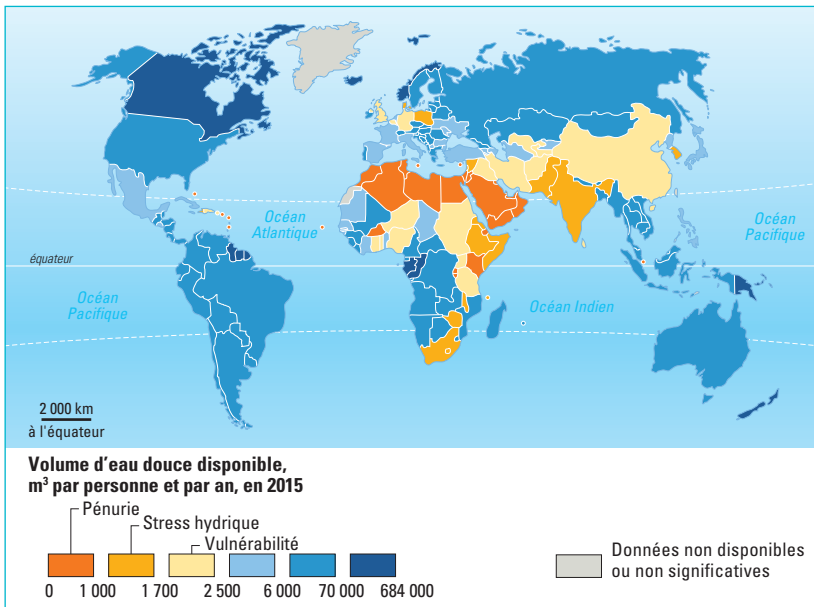 Océan
Atlantique
Océan
Pacifique
équateur
Océan
Pacifique
Océan Indien
2 000 km
à l'équateur
Volume d'eau douce disponible,
m³ par personne et par an, en 2015
Pénurie
Stress hydrique
Vulnérabilité
0 1 000 1 700 2 500 6 000 70 000 684 000
Données non disponibles
ou non significatives